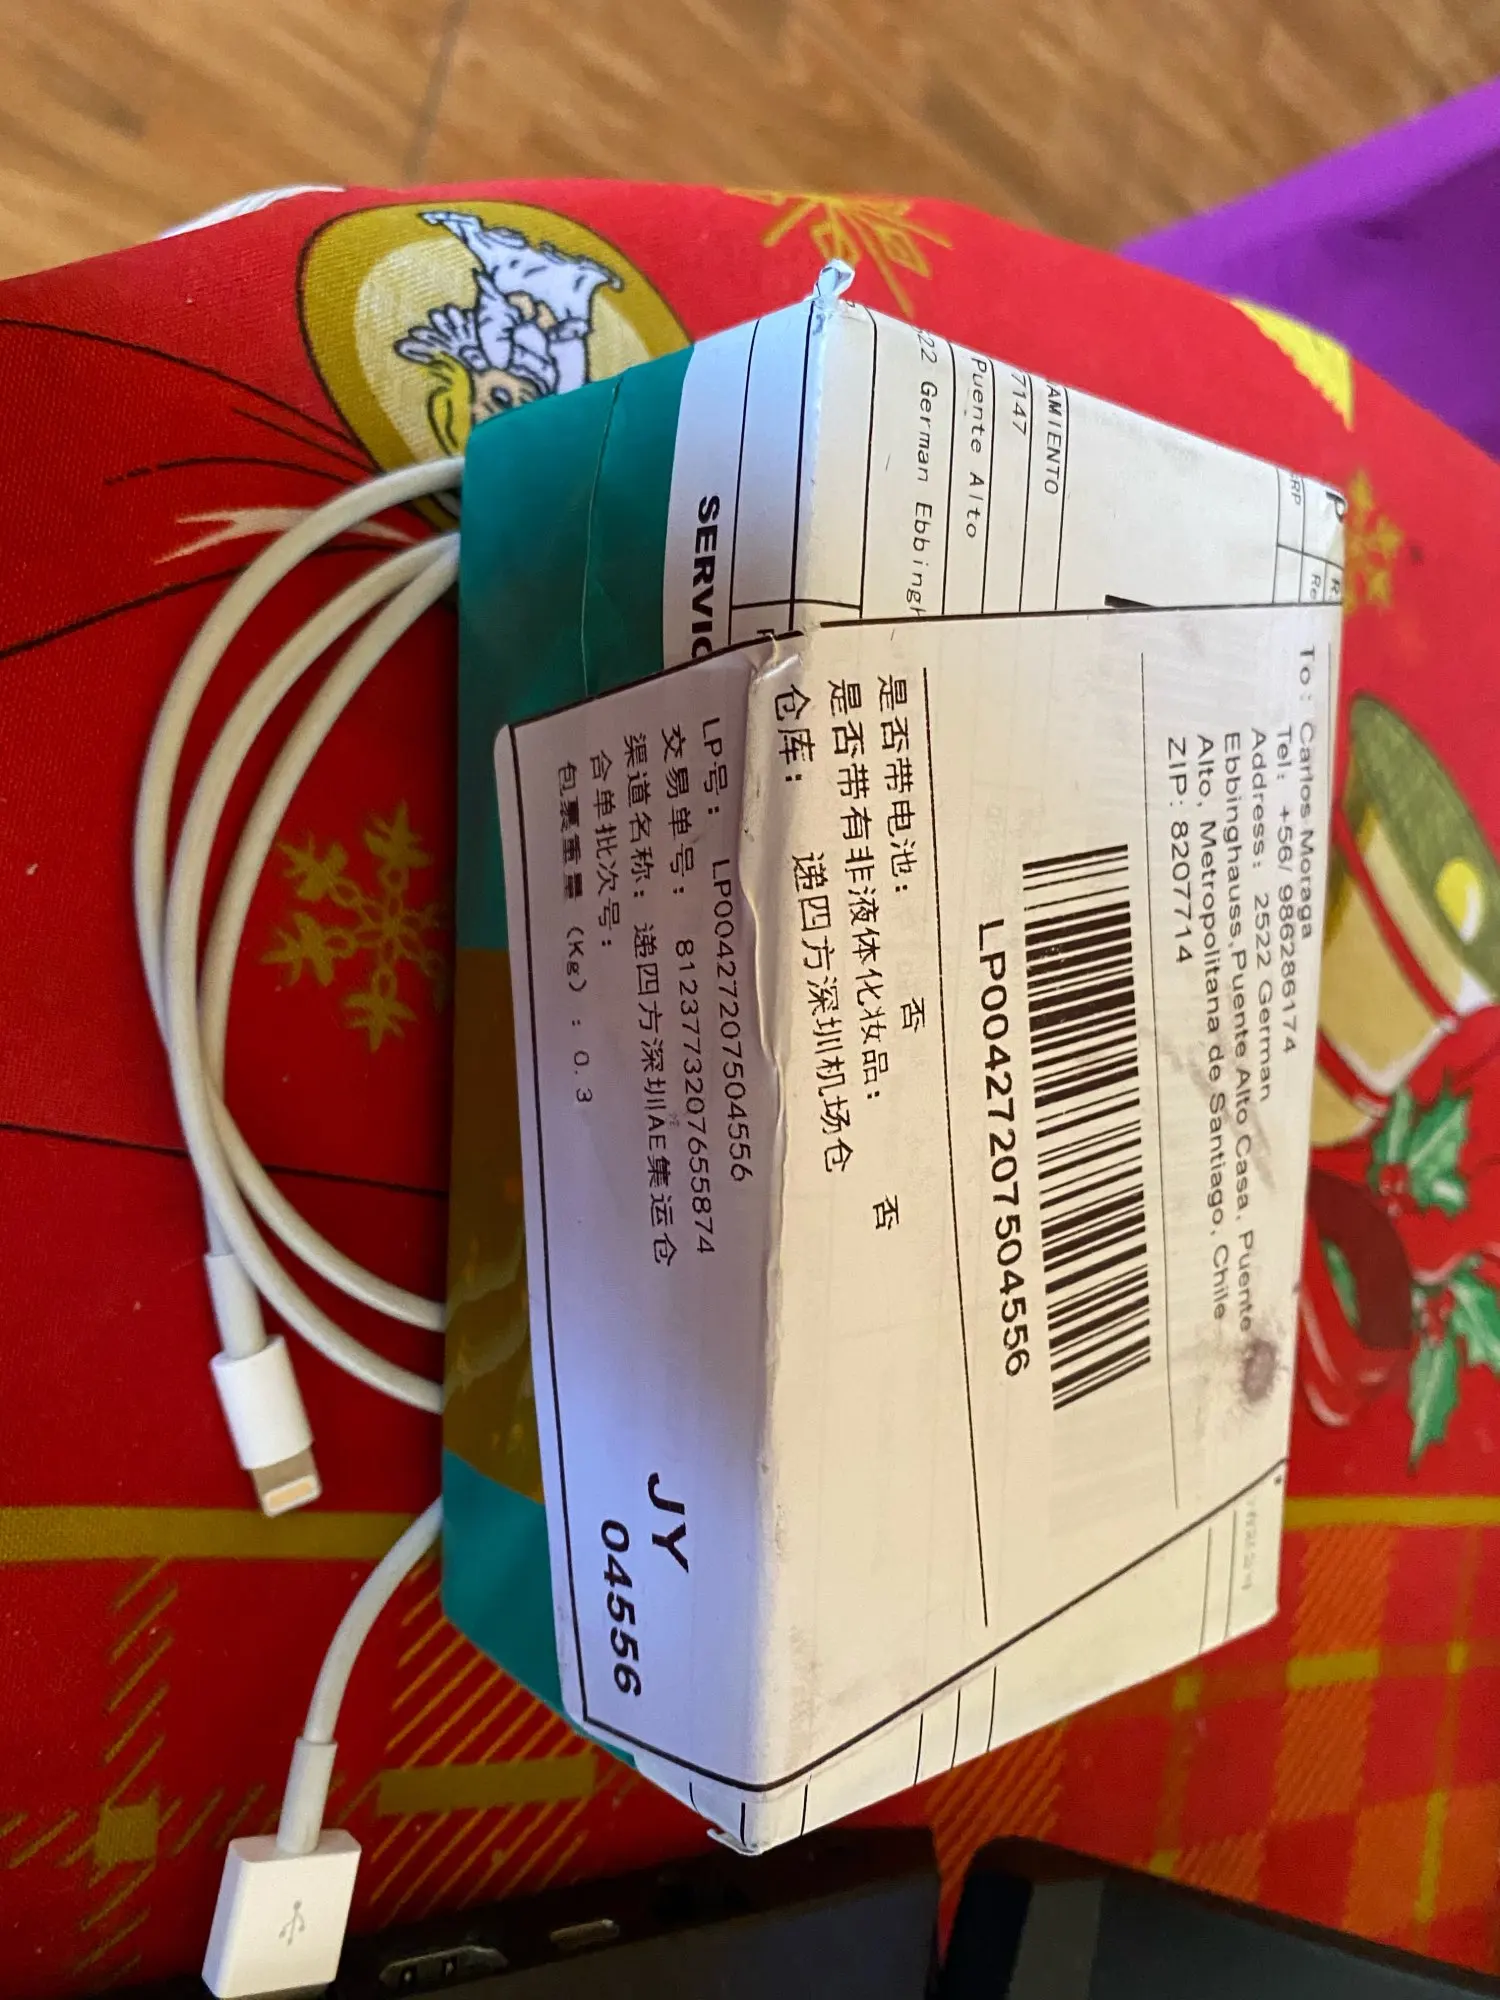 To: Carlos Moraga
Tel: +56/ 986286174
Address: 2522 German
Ebbinghauss,Puente Alto Casa, Puente
Alto, Metropolitana de Santiago, Chile
ZIP: 8207714
LP00427207504556
是否带电池: 否
是否带有非液体化妆品: 否
仓库: 递四方深圳机场仓
LP号: LP00427207504556
交易单号: 8123773207655874
渠道名称: 递四方深圳AE集运仓
合单批次号:
包裹重量 (Kg) : 0.3
JY
04556
AMIENTO
7147
Puente Alto
22 German Ebbingh
SERVIC